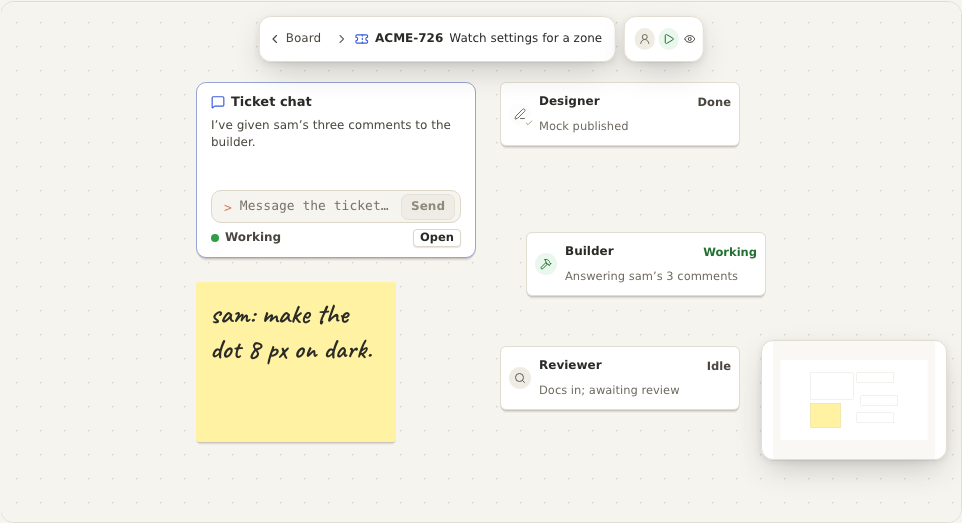 Board
ACME-726 Watch settings for a zone
Ticket chat
I’ve given sam’s three comments to the
builder.
> Message the ticket… Send
Working
Open
sam: make the
dot 8 px on dark.
Designer
Done
Mock published
Builder
Working
Answering sam’s 3 comments
Reviewer
Idle
Docs in; awaiting review